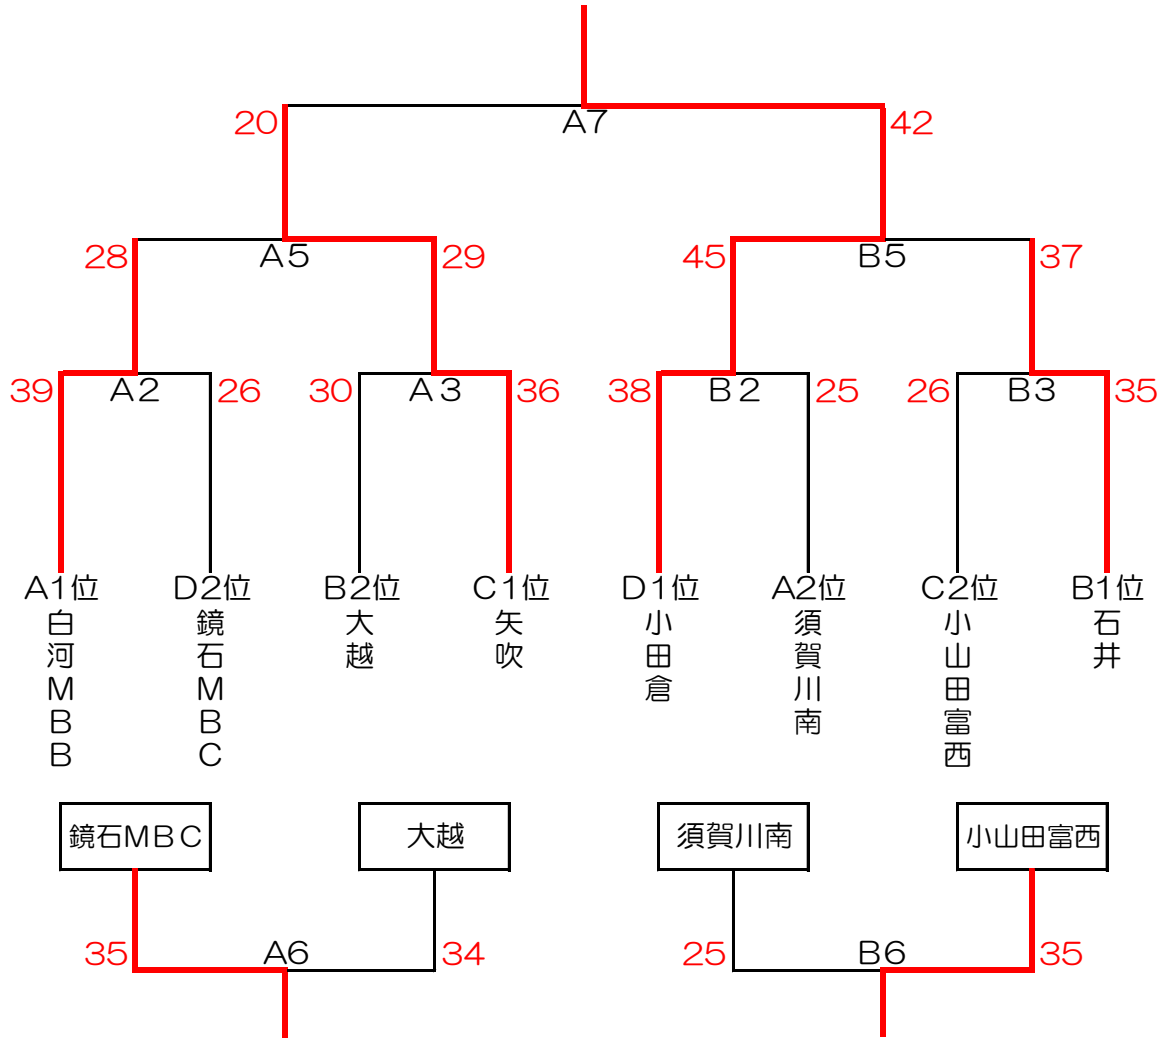 20 A7 42
28 A5 29 45 B5 37
39 A2 26 30 A3 36 38 B2 25 26 B3 35
A1位 D2位 B2位 C1位 D1位 A2位 C2位 B1位
白河MBB
鏡石MBC
大越
矢吹
小田倉
須賀川南
小山田富西
石井
鏡石MBC 大越 須賀川南 小山田富西
35 A6 34 25 B6 35